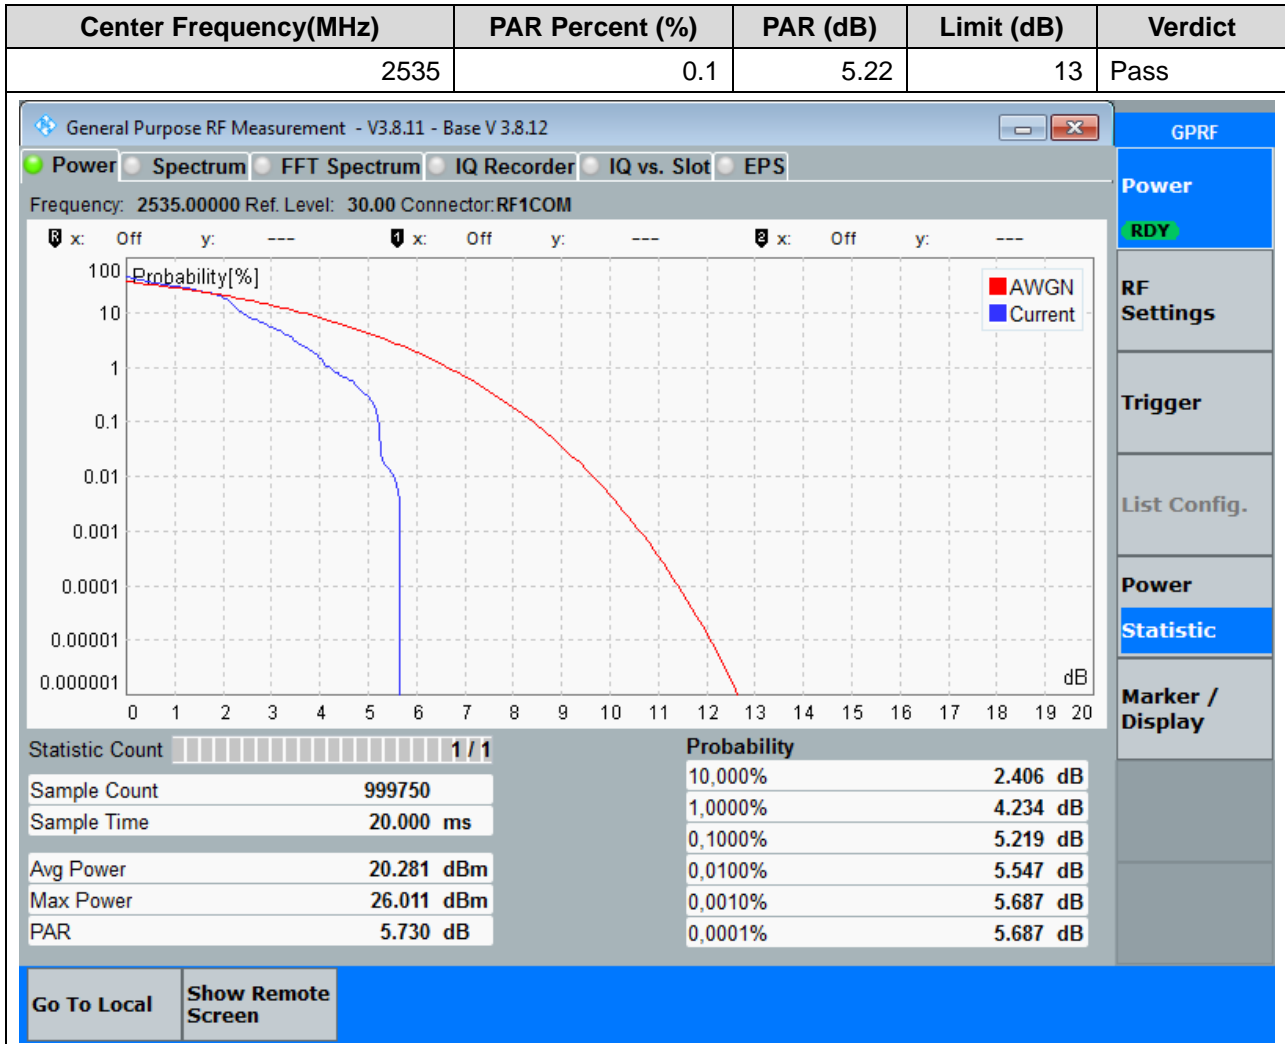 Center Frequency(MHz) PAR Percent (%) PAR (dB) Limit (dB) Verdict
2535 0.1 5.22 13 Pass
General Purpose RF Measurement - V3.8.11 - Base V 3.8.12
GPRF
Power Spectrum FFT Spectrum IQ Recorder IQ vs. Slot EPS
Frequency: 2535.00000 Ref. Level: 30.00 Connector: RF1COM
R x: Off y: --- 1 x: Off y: --- 2 x: Off y: ---
Probability[%]
100
10
1
0.1
0.01
0.001
0.0001
0.00001
0.000001
AWGN
Current
dB
0 1 2 3 4 5 6 7 8 9 10 11 12 13 14 15 16 17 18 19 20
Statistic Count 1 / 1
Sample Count 999750
Sample Time 20.000 ms
Avg Power 20.281 dBm
Max Power 26.011 dBm
PAR 5.730 dB
Probability
10,000% 2.406 dB
1,0000% 4.234 dB
0,1000% 5.219 dB
0,0100% 5.547 dB
0,0010% 5.687 dB
0,0001% 5.687 dB
Power
RDY
RF
Settings
Trigger
List Config.
Power
Statistic
Marker /
Display
Go To Local
Show Remote
Screen